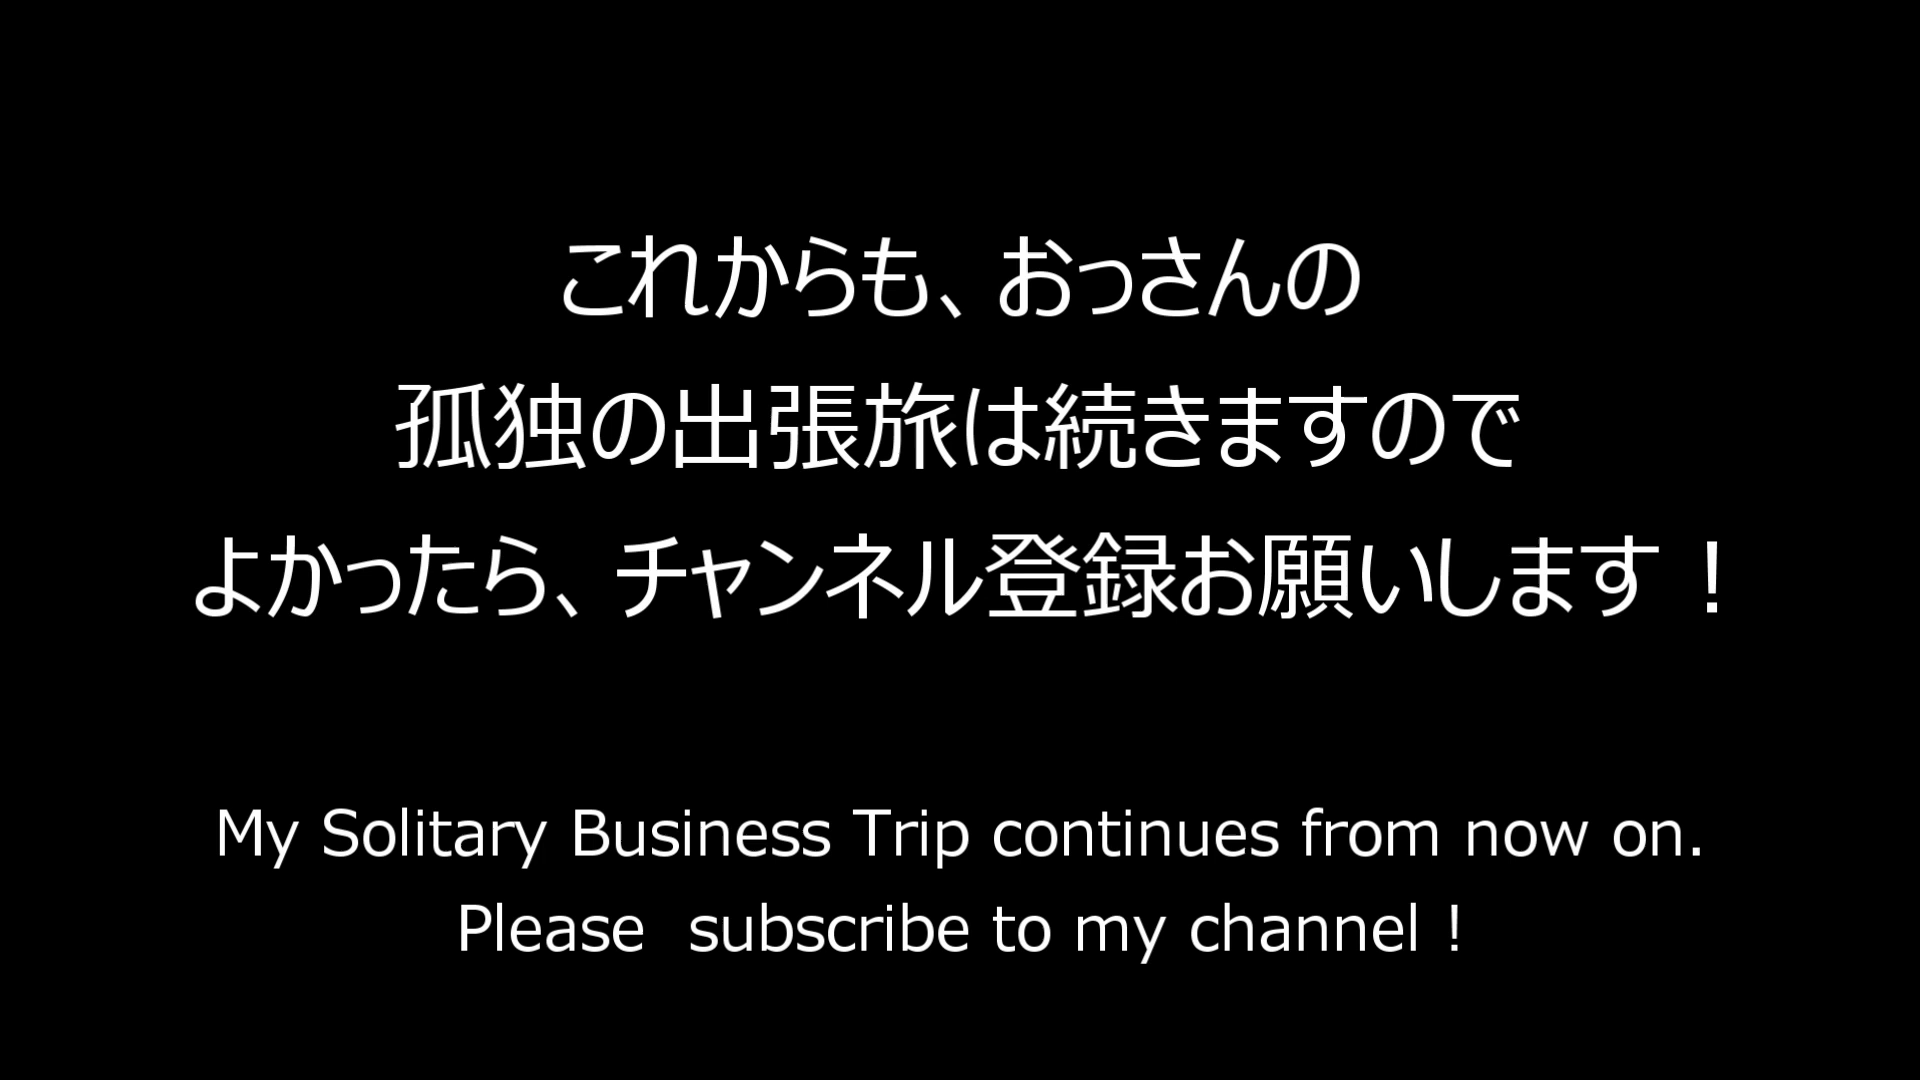 これからも、おっさんの
孤独の出張旅は続きますので
よかったら、チャンネル登録お願いします！
My Solitary Business Trip continues from now on.
Please  subscribe to my channel !